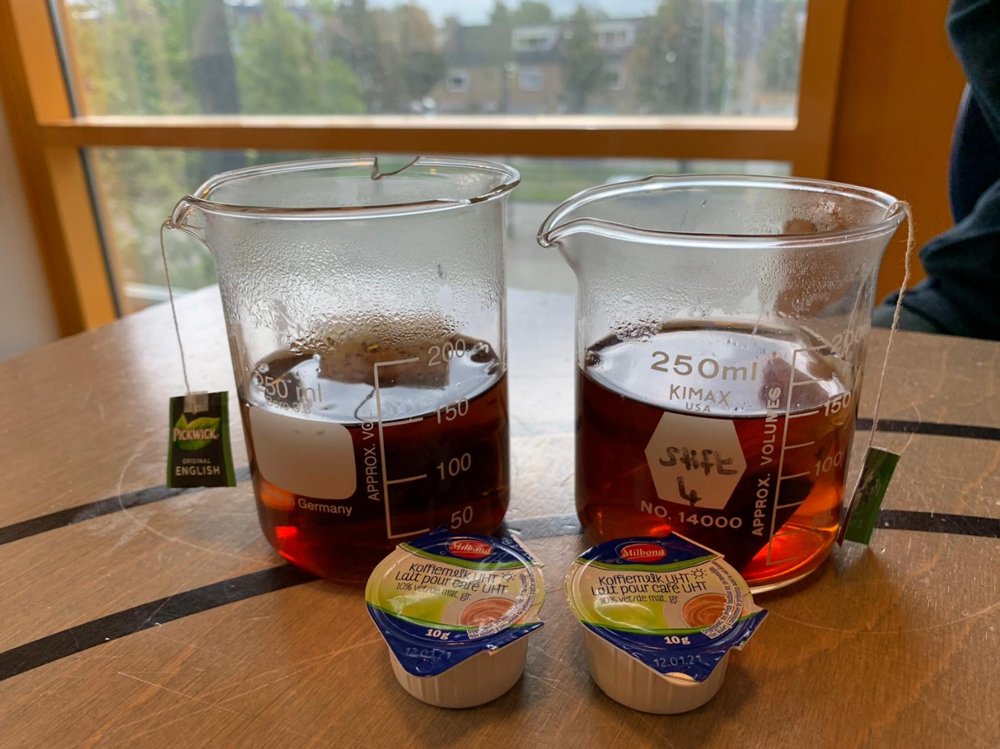 PICKWICK
ORIGINAL
ENGLISH
250 ml
Germany
APPROX. VOL.
200
150
100
50
250ml
KIMAX
USA
Stift
4
NO. 14000
APPROX. VOLUMES
200
150
100
50
Milbona
Koffiemelk UHT
Lait pour café UHT
10% vet/de mat. gr.
10g
12.01.21
Milbona
Koffiemelk UHT
Lait pour café UHT
10% vet/de mat. gr.
10g
12.01.21